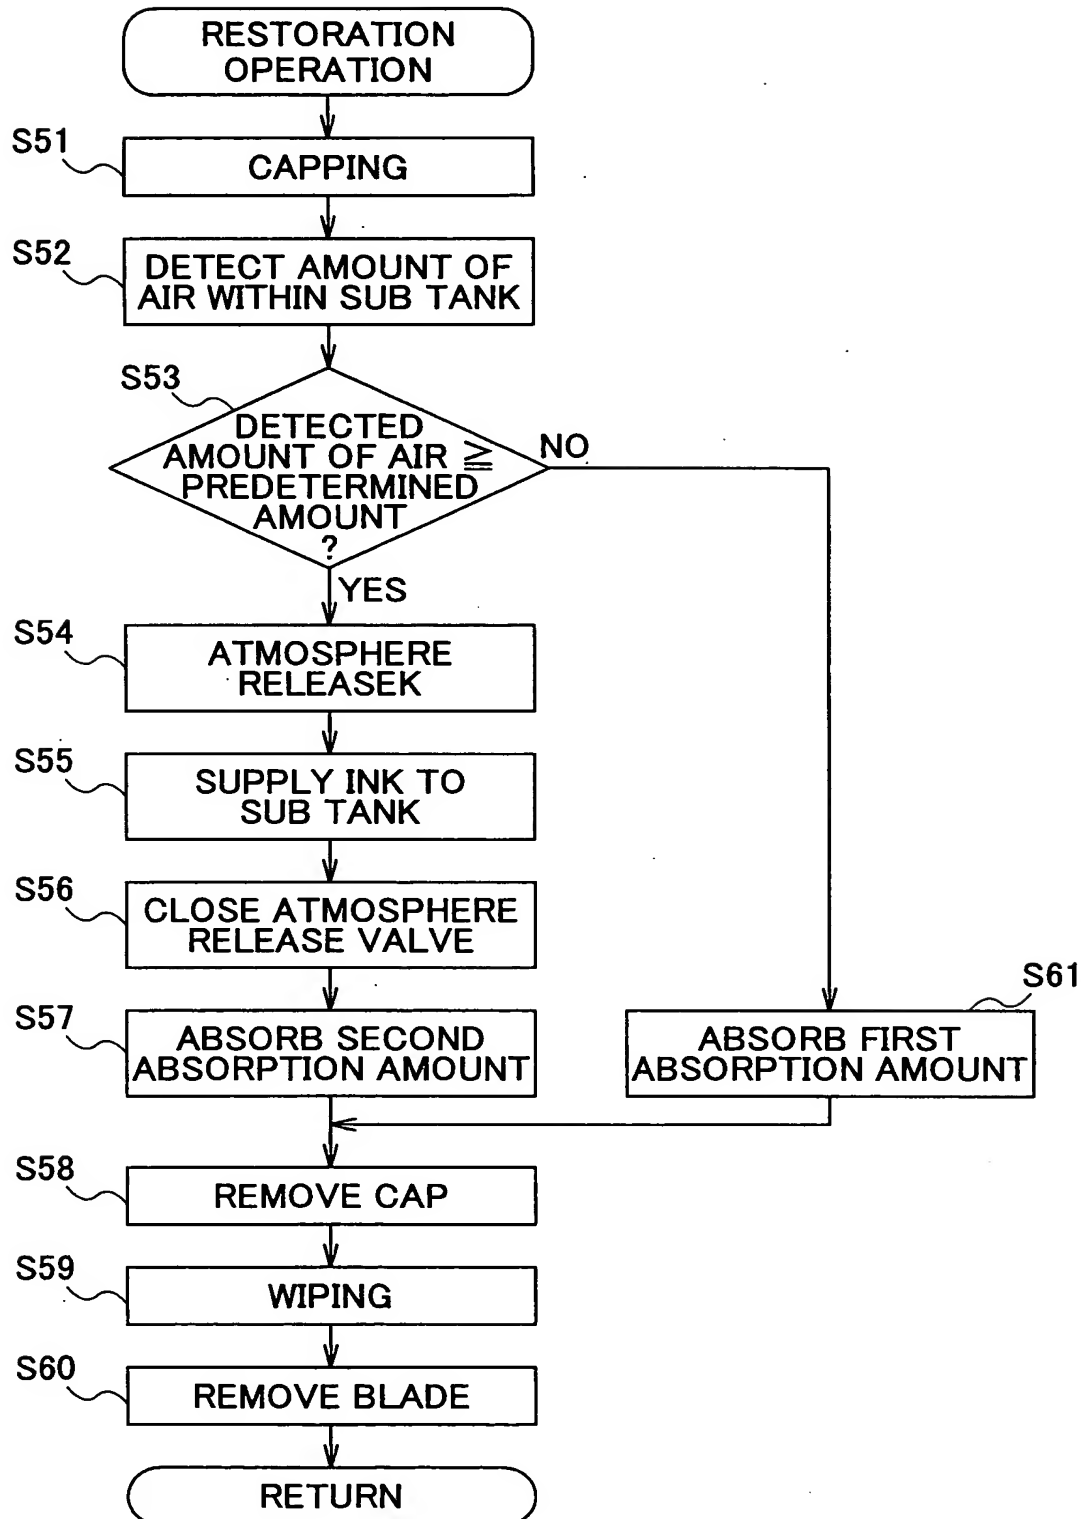 RESTORATION
OPERATION
S51
CAPPING
S52
DETECT AMOUNT OF
AIR WITHIN SUB TANK
S53
DETECTED
AMOUNT OF AIR ≧
PREDETERMINED
AMOUNT
?
NO
YES
S54
ATMOSPHERE
RELEASEK
S55
SUPPLY INK TO
SUB TANK
S56
CLOSE ATMOSPHERE
RELEASE VALVE
S57
ABSORB SECOND
ABSORPTION AMOUNT
S61
ABSORB FIRST
ABSORPTION AMOUNT
S58
REMOVE CAP
S59
WIPING
S60
REMOVE BLADE
RETURN